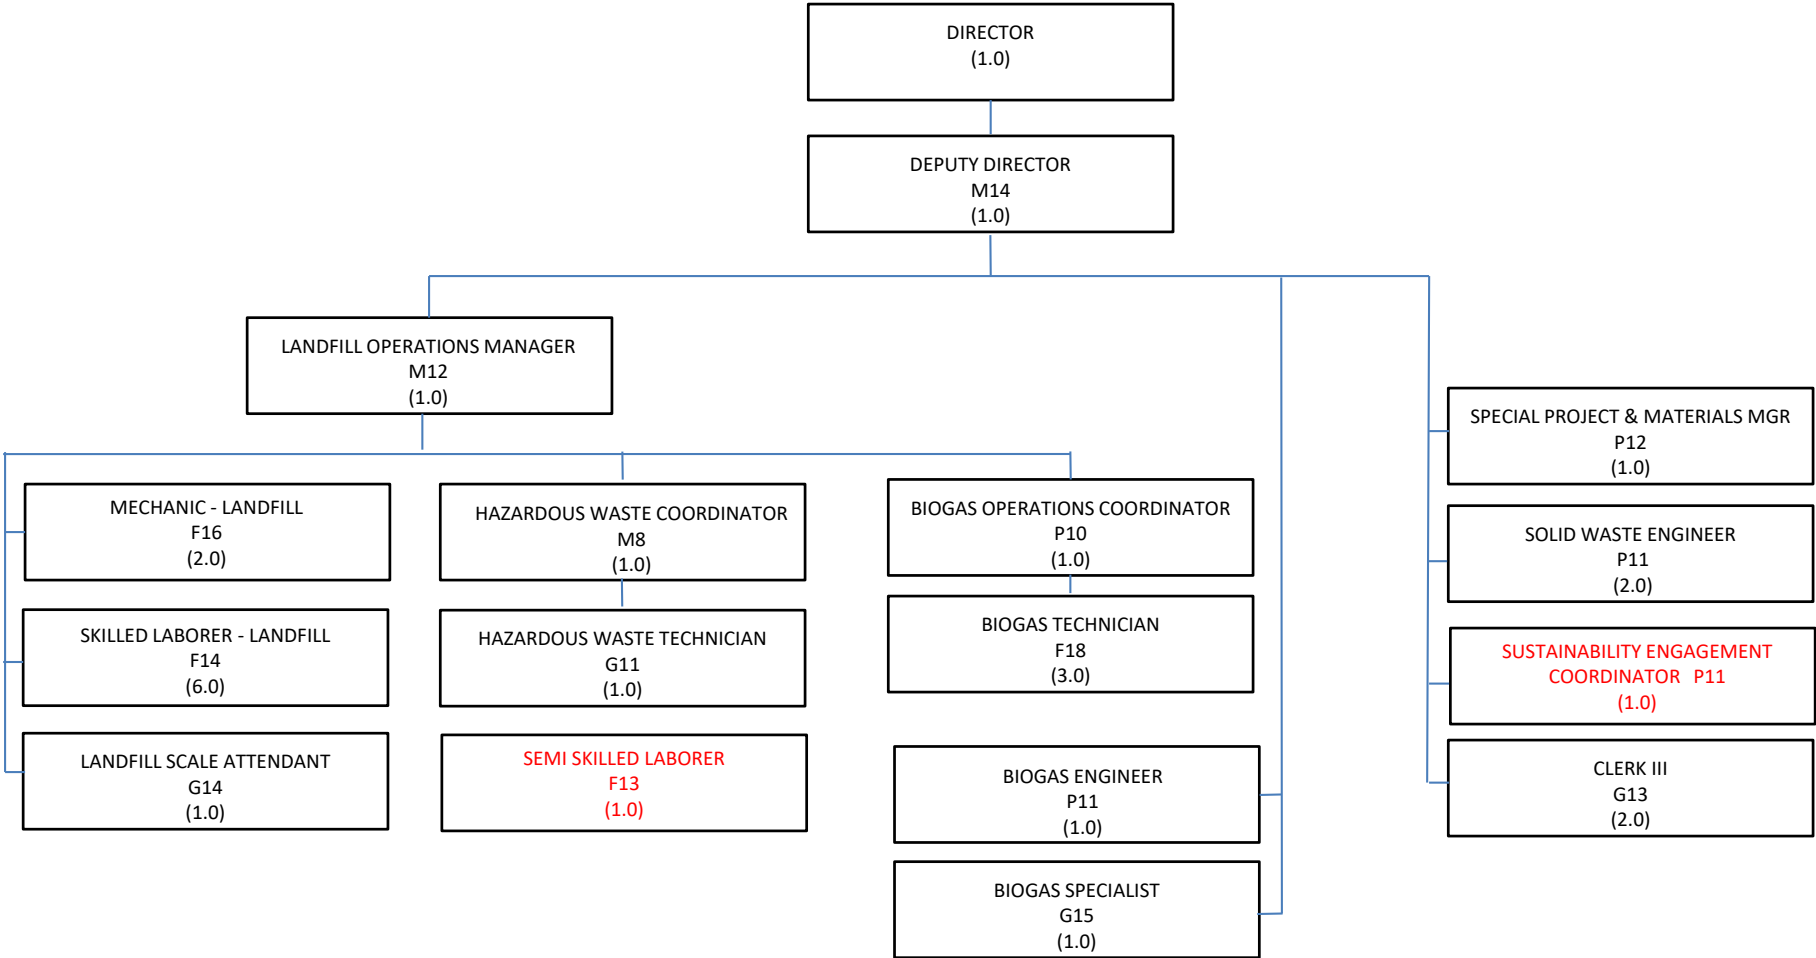 DIRECTOR
(1.0)
DEPUTY DIRECTOR
M14
(1.0)
LANDFILL OPERATIONS MANAGER
M12
(1.0)
MECHANIC - LANDFILL
F16
(2.0)
SKILLED LABORER - LANDFILL
F14
(6.0)
LANDFILL SCALE ATTENDANT
G14
(1.0)
HAZARDOUS WASTE COORDINATOR
M8
(1.0)
HAZARDOUS WASTE TECHNICIAN
G11
(1.0)
SEMI SKILLED LABORER
F13
(1.0)
BIOGAS OPERATIONS COORDINATOR
P10
(1.0)
BIOGAS TECHNICIAN
F18
(3.0)
BIOGAS ENGINEER
P11
(1.0)
BIOGAS SPECIALIST
G15
(1.0)
SPECIAL PROJECT & MATERIALS MGR
P12
(1.0)
SOLID WASTE ENGINEER
P11
(2.0)
SUSTAINABILITY ENGAGEMENT
COORDINATOR P11
(1.0)
CLERK III
G13
(2.0)